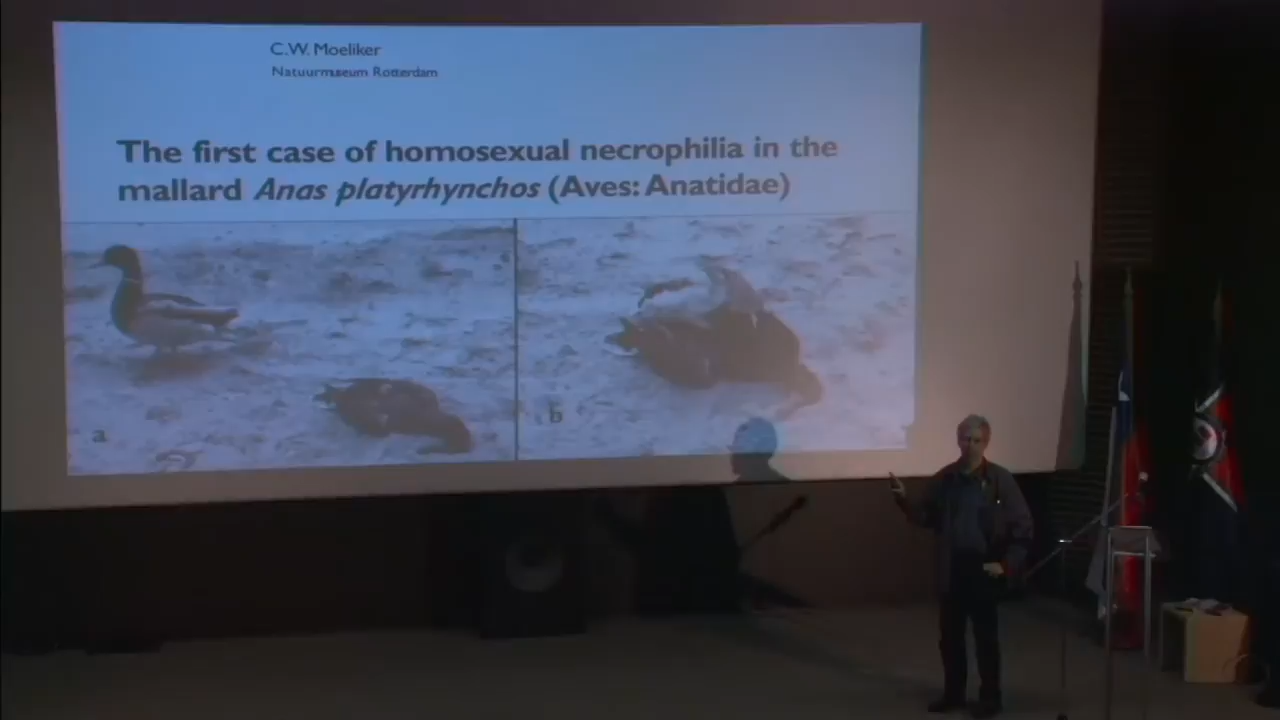 C.W. Moeliker
Natuurmuseum Rotterdam
The first case of homosexual necrophilia in the
mallard Anas platyrhynchos (Aves: Anatidae)
a
b